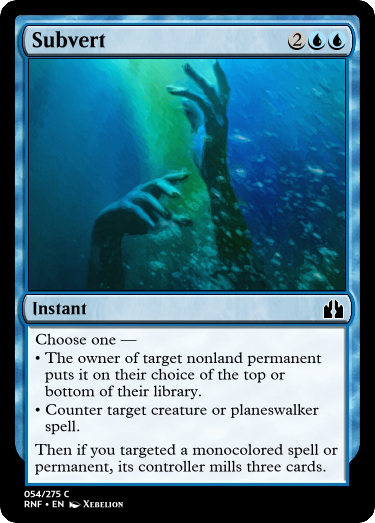 Subvert 2
Instant
Choose one —
• The owner of target nonland permanent
puts it on their choice of the top or
bottom of their library.
• Counter target creature or planeswalker
spell.
Then if you targeted a monocolored spell or
permanent, its controller mills three cards.
054/275 C
RNF • EN Xebelion